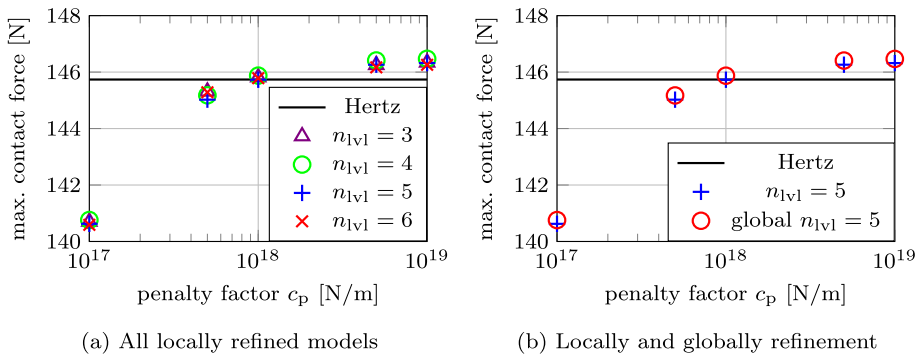 148
146
144
142
140
max. contact force [N]
Hertz
n_lvl = 3
n_lvl = 4
n_lvl = 5
n_lvl = 6
10^17
10^18
10^19
penalty factor c_p [N/m]
(a) All locally refined models
148
146
144
142
140
max. contact force [N]
Hertz
n_lvl = 5
global n_lvl = 5
10^17
10^18
10^19
penalty factor c_p [N/m]
(b) Locally and globally refinement